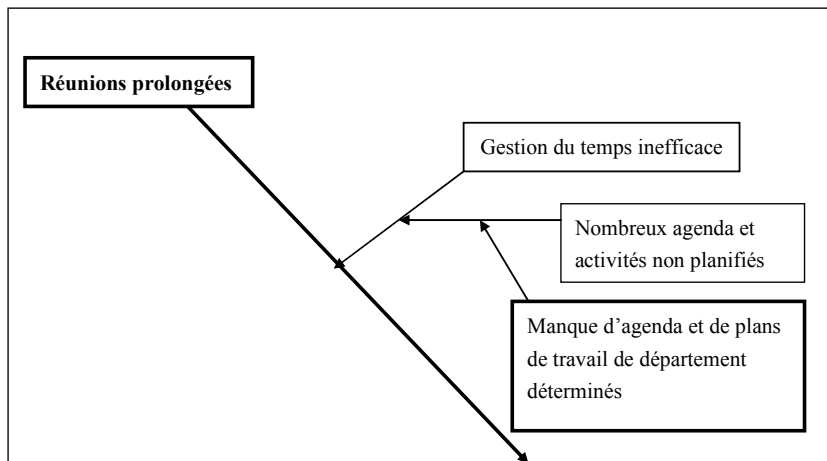 Réunions prolongées
Gestion du temps inefficace
Nombreux agenda et
activités non planifiés
Manque d’agenda et de plans
de travail de département
déterminés